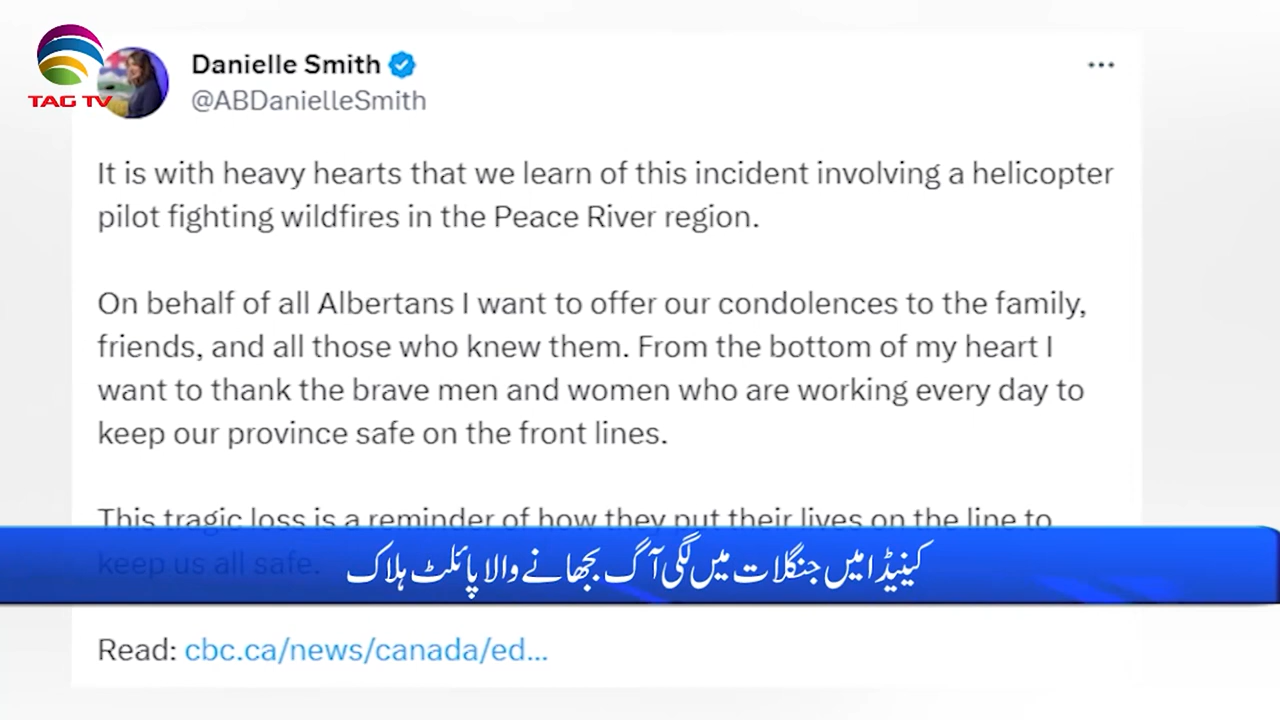 TAG TV
Danielle Smith
@ABDanielleSmith
It is with heavy hearts that we learn of this incident involving a helicopter
pilot fighting wildfires in the Peace River region.
On behalf of all Albertans I want to offer our condolences to the family,
friends, and all those who knew them. From the bottom of my heart I
want to thank the brave men and women who are working every day to
keep our province safe on the front lines.
This tragic loss is a reminder of how they put their lives on the line to
keep us all safe.
کینیڈا میں جنگلات میں لگی آگ بجھانے والا پائلٹ ہلاک
Read: cbc.ca/news/canada/ed...